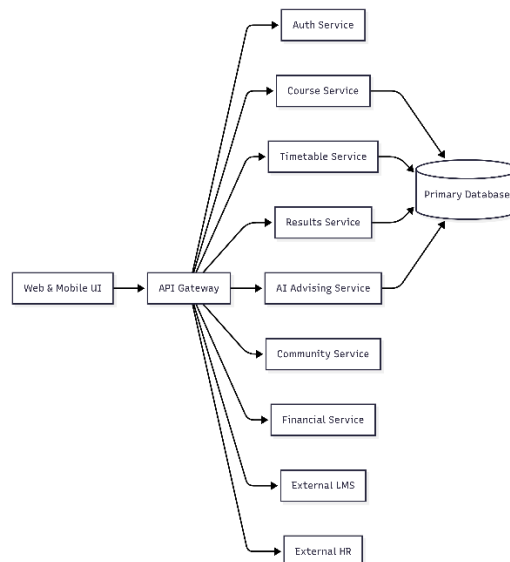 Auth Service
Course Service
Timetable Service
Primary Database
Results Service
Web & Mobile UI
API Gateway
AI Advising Service
Community Service
Financial Service
External LMS
External HR